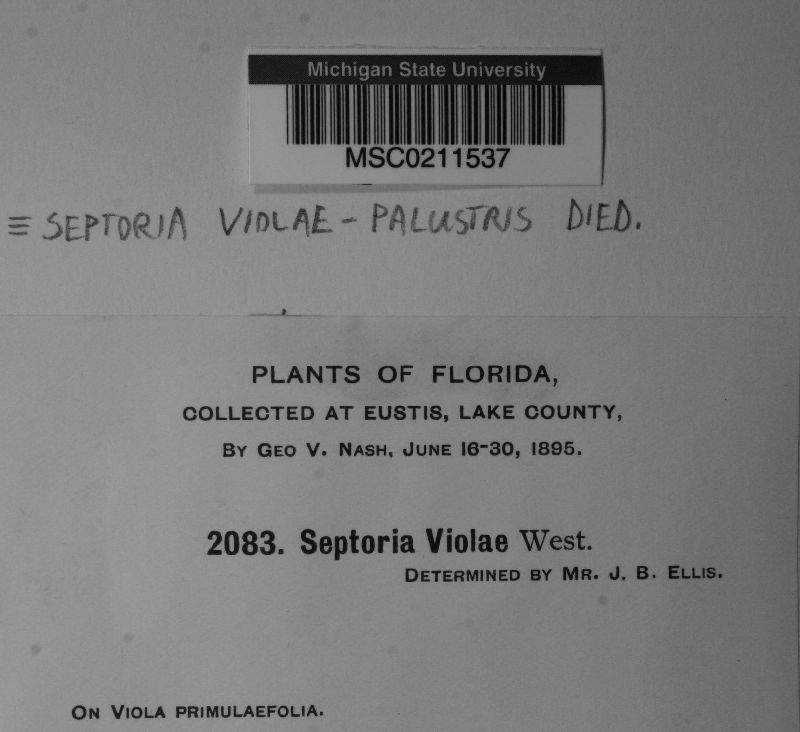 Michigan State University
MSC0211537
≡ SEPTORIA VIOLAE - PALUSTRIS DIED.
PLANTS OF FLORIDA,
COLLECTED AT EUSTIS, LAKE COUNTY,
BY GEO V. NASH, JUNE 16-30, 1895.
2083. Septoria Violae West.
DETERMINED BY MR. J. B. ELLIS.
ON VIOLA PRIMULAEFOLIA.